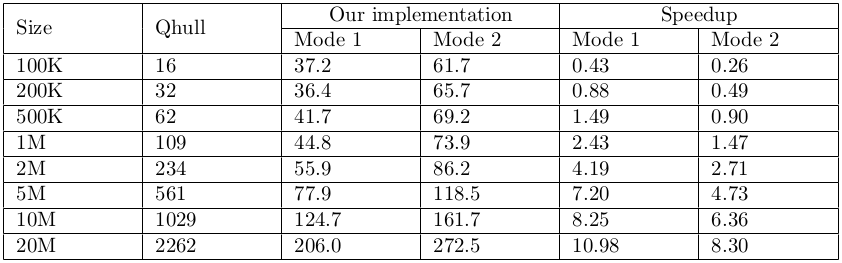 Size Qhull Our implementation Speedup
Mode 1 Mode 2 Mode 1 Mode 2
100K 16 37.2 61.7 0.43 0.26
200K 32 36.4 65.7 0.88 0.49
500K 62 41.7 69.2 1.49 0.90
1M 109 44.8 73.9 2.43 1.47
2M 234 55.9 86.2 4.19 2.71
5M 561 77.9 118.5 7.20 4.73
10M 1029 124.7 161.7 8.25 6.36
20M 2262 206.0 272.5 10.98 8.30